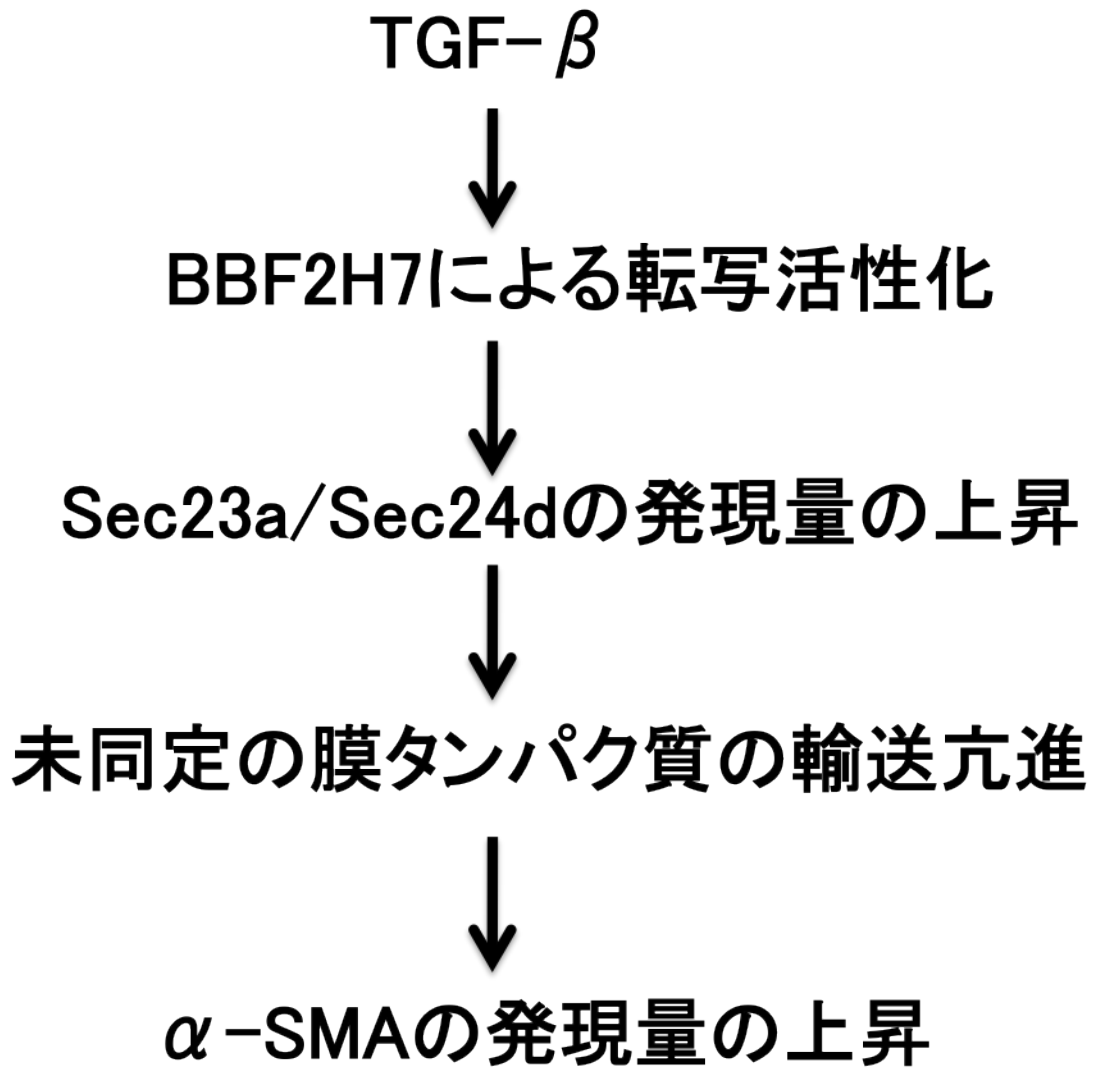 TGF-β
BBF2H7による転写活性化
Sec23a/Sec24dの発現量の上昇
未同定の膜タンパク質の輸送亢進
α-SMAの発現量の上昇